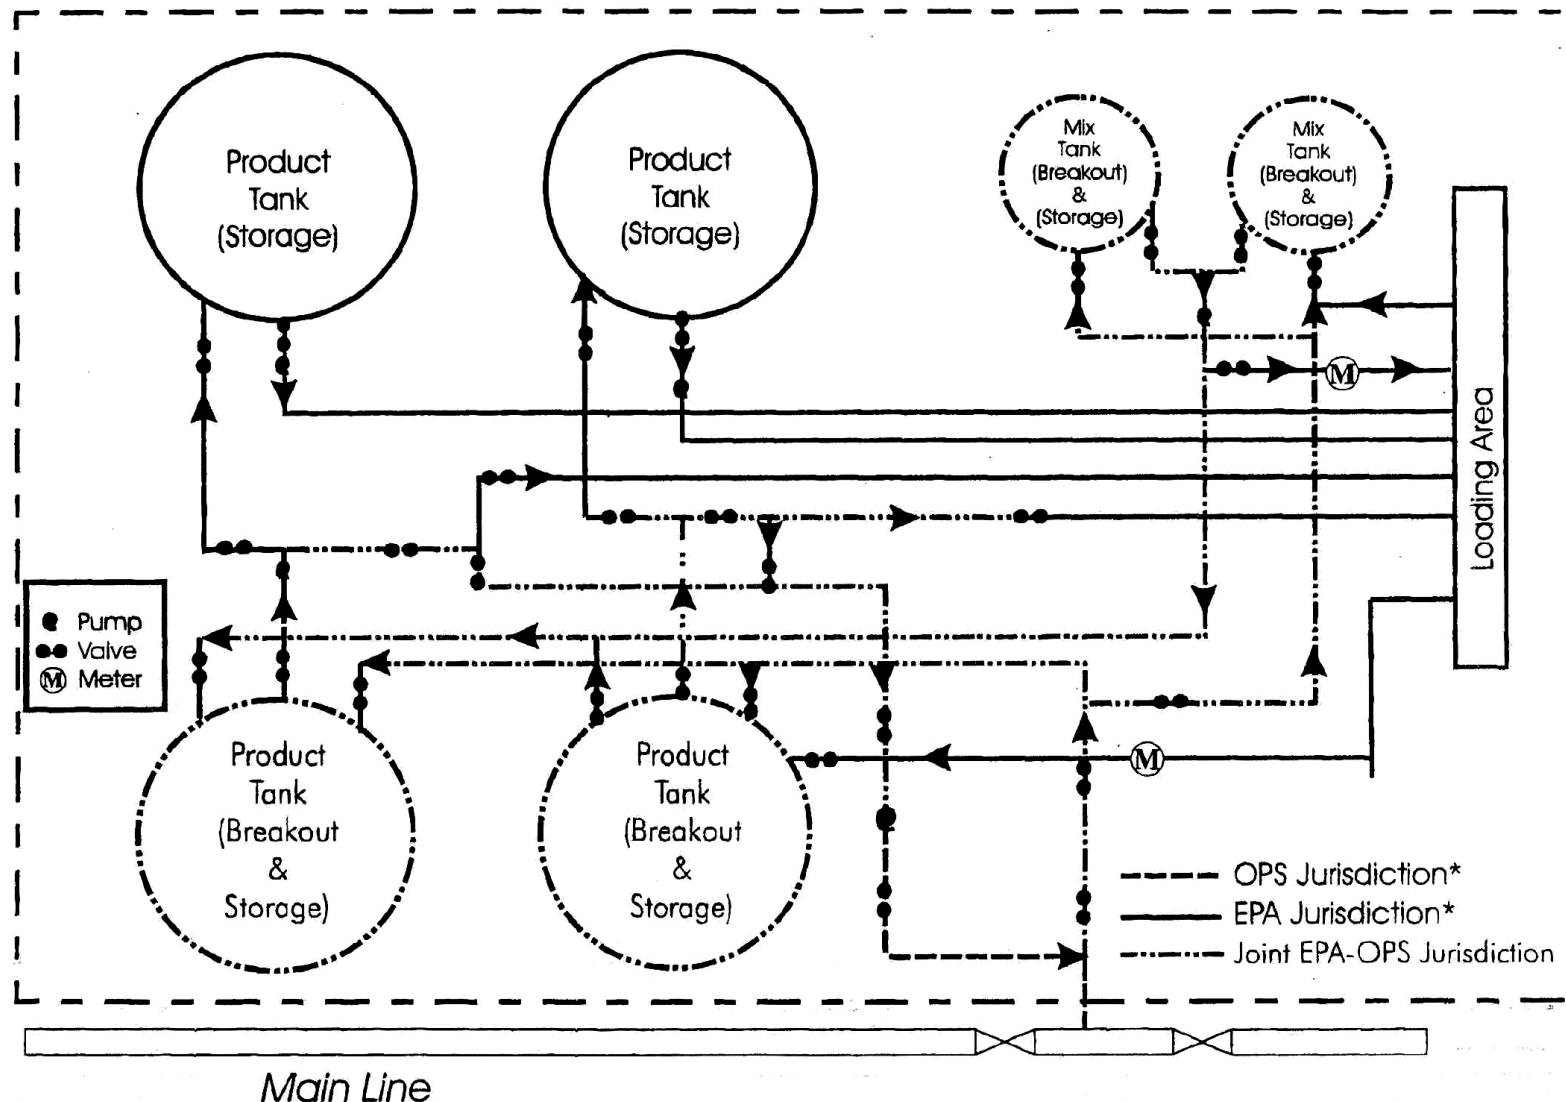 Product
Tank
(Storage)
Product
Tank
(Storage)
Mix
Tank
(Breakout)
&
(Storage)
Mix
Tank
(Breakout)
&
(Storage)
Loading Area
M
Pump
Valve
M Meter
M
Product
Tank
(Breakout
&
Storage)
Product
Tank
(Breakout
&
Storage)
OPS Jurisdiction*
EPA Jurisdiction*
Joint EPA-OPS Jurisdiction
Main Line